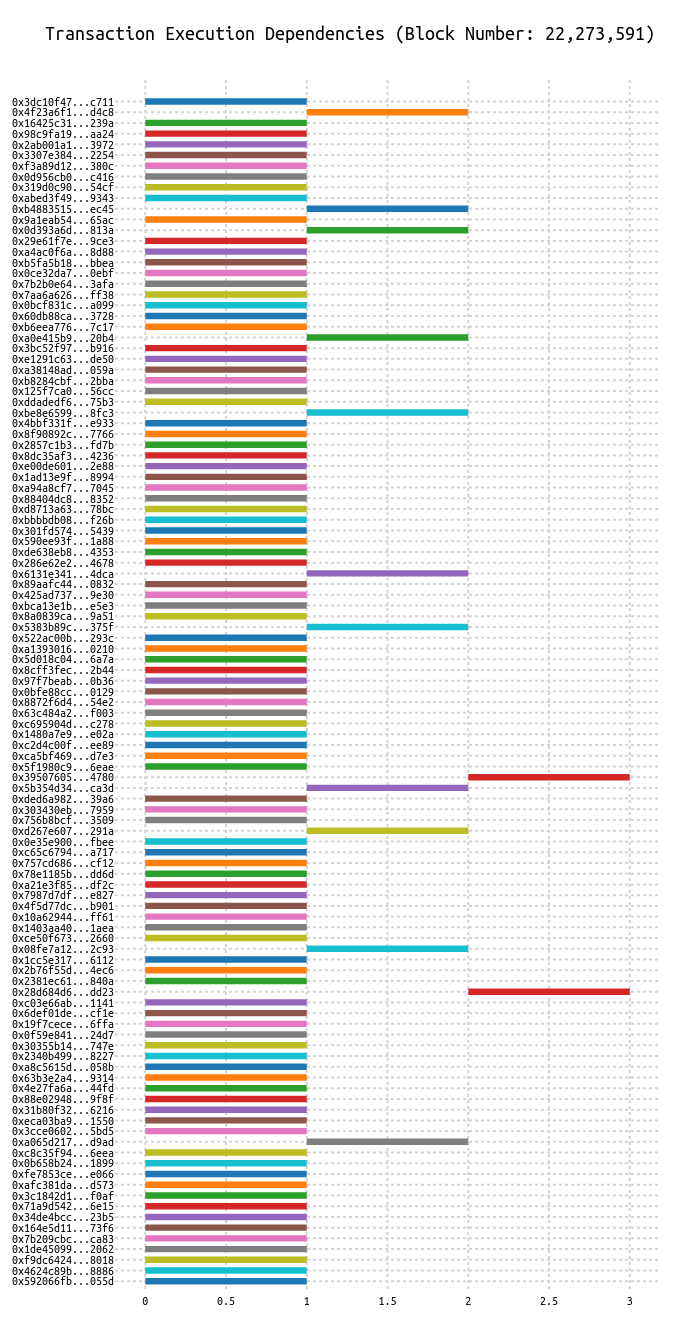 Transaction Execution Dependencies (Block Number: 22,273,591)
0x3dc10f47...c711
0x4f23a6f1...d4c8
0x16425c31...239a
0x98c9fa19...aa24
0x2ab001a1...3972
0x3307e384...2254
0xf3a89d12...380c
0x0d956cb0...c416
0x319d0c90...54cf
0xabed3f49...9343
0xb4883515...ec45
0x9a1eab54...65ac
0x0d393a6d...813a
0x29e61f7e...9ce3
0xa4ac0f6a...8d88
0xb5fa5b18...bbea
0x0ce32da7...0ebf
0x7b2b0e64...3afa
0x7aa6a626...ff38
0x0bcf831c...a099
0x60db88ca...3728
0xb6eea776...7c17
0xa0e415b9...20b4
0x3bc52f97...b916
0xe1291c63...de50
0xa38148ad...059a
0xb8284cbf...2bba
0x125f7ca0...56cc
0xddadedf6...75b3
0xbe8e6599...8fc3
0x4bbf331f...e933
0x8f90892c...7766
0x2857c1b3...fd7b
0x8dc35af3...4236
0xe00de601...2e88
0x1ad13e9f...8994
0xa94a8cf7...7045
0x88404dc8...8352
0xd8713a63...78bc
0xbbbbdb08...f26b
0x301fd574...5439
0x590ee93f...1a88
0xde638eb8...4353
0x286e62e2...4678
0x6131e341...4dca
0x89aafc44...0832
0x425ad737...9e30
0xbca13e1b...e5e3
0x8a0839ca...9a51
0x5383b89c...375f
0x522ac00b...293c
0xa1393016...0210
0x5d018c04...6a7a
0x8cff3fec...2b44
0x97f7beab...0b36
0x0bfe88cc...0129
0x8872f6d4...54e2
0x63c484a2...f003
0xc695904d...c278
0x1480a7e9...e02a
0xc2d4c00f...ee89
0xca5bf469...d7e3
0x5f1980c9...6eae
0x39507605...4780
0x5b354d34...ca3d
0xded6a982...39a6
0x303430eb...7959
0x756b8bcf...3509
0xd267e607...291a
0x0e35e900...fbee
0xc65c6794...a717
0x757cd686...cf12
0x78e1185b...dd6d
0xa21e3f85...df2c
0x7987d7df...e827
0x4f5d77dc...b901
0x10a62944...ff61
0x1403aa40...1aea
0xce50f673...2660
0x08fe7a12...2c93
0x1cc5e317...6112
0x2b76f55d...4ec6
0x2381ec61...840a
0x28d684d6...dd23
0xc03e66ab...1141
0x6def01de...cf1e
0x19f7cece...6ffa
0x0f59e841...24d7
0x30355b14...747e
0x2340b499...8227
0xa8c5615d...058b
0x63b3e2a4...9314
0x4e27fa6a...44fd
0x88e02948...9f8f
0x31b80f32...6216
0xeca03ba9...1550
0x3cce0602...5bd5
0xa065d217...d9ad
0xc8c35f94...6eea
0x0b658b24...1899
0xfe7853ce...e066
0xafc381da...d573
0x3c1842d1...f0af
0x71a9d542...6e15
0x34de4bcc...23b5
0x164e5d11...73f6
0x7b209cbc...ca83
0x1de45099...2062
0xf9dc6424...8018
0x4624c89b...8886
0x592066fb...055d
0 0.5 1 1.5 2 2.5 3